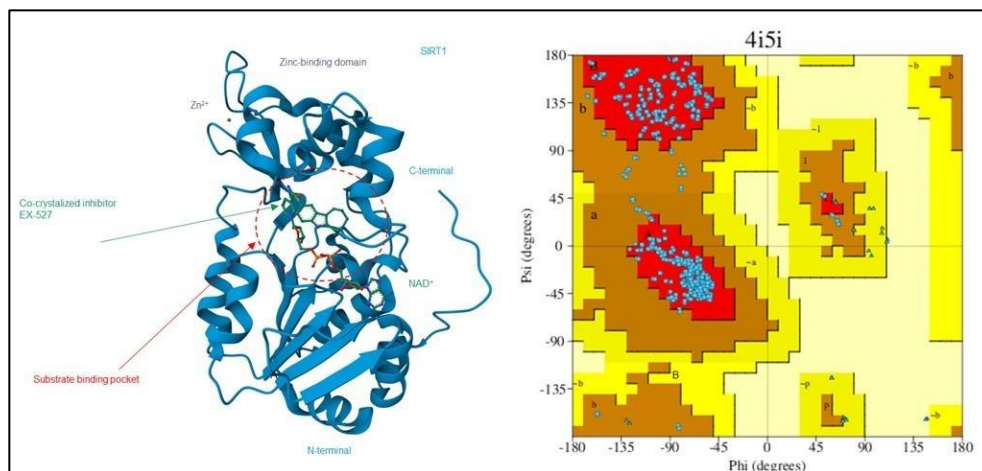 SIRT1
Zinc-binding domain
Zn²⁺
C-terminal
Co-crystalized inhibitor
EX-527
NAD⁺
Substrate binding pocket
N-terminal
4i5i
Psi (degrees)
180
135
90
45
0
-45
-90
-135
b
~b
b
~l
l
a
~a
B
~b
b
~p
p
~b
-180
-135
-90
-45
0
45
90
135
180
Phi (degrees)